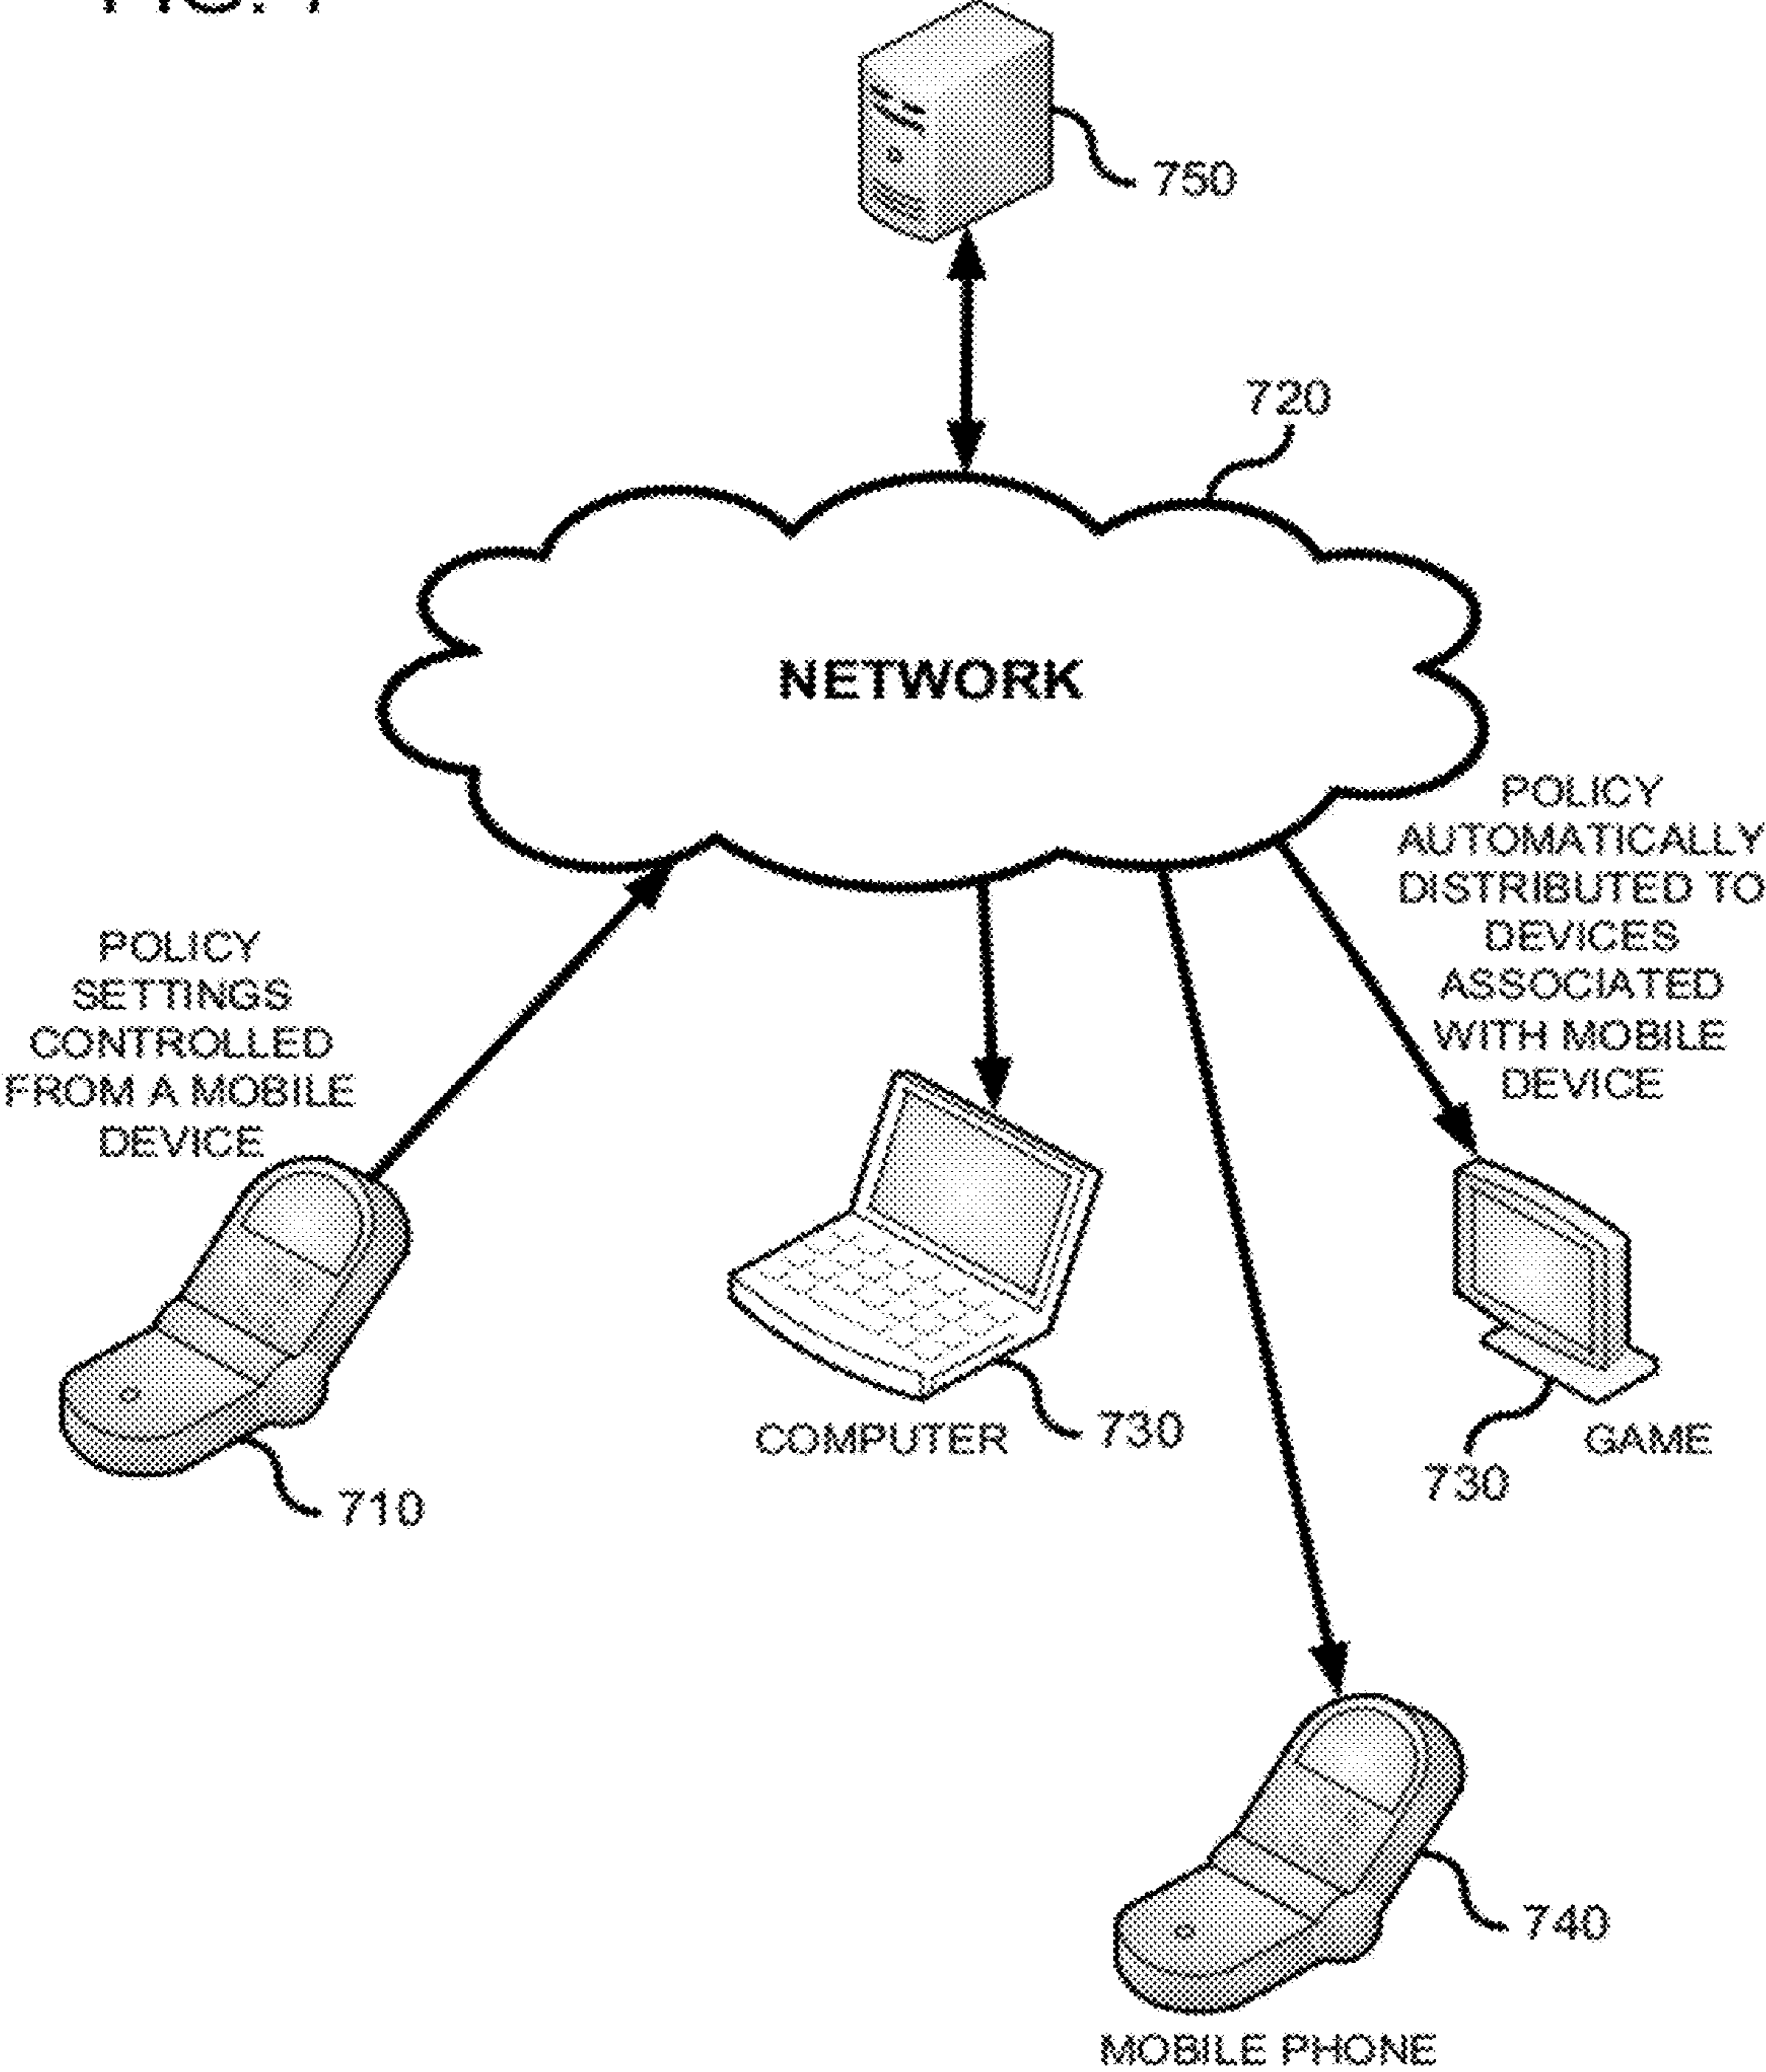 750
720
NETWORK
POLICY
AUTOMATICALLY
DISTRIBUTED TO
DEVICES
ASSOCIATED
WITH MOBILE
DEVICE
POLICY
SETTINGS
CONTROLLED
FROM A MOBILE
DEVICE
710
COMPUTER
730
GAME
730
740
MOBILE PHONE